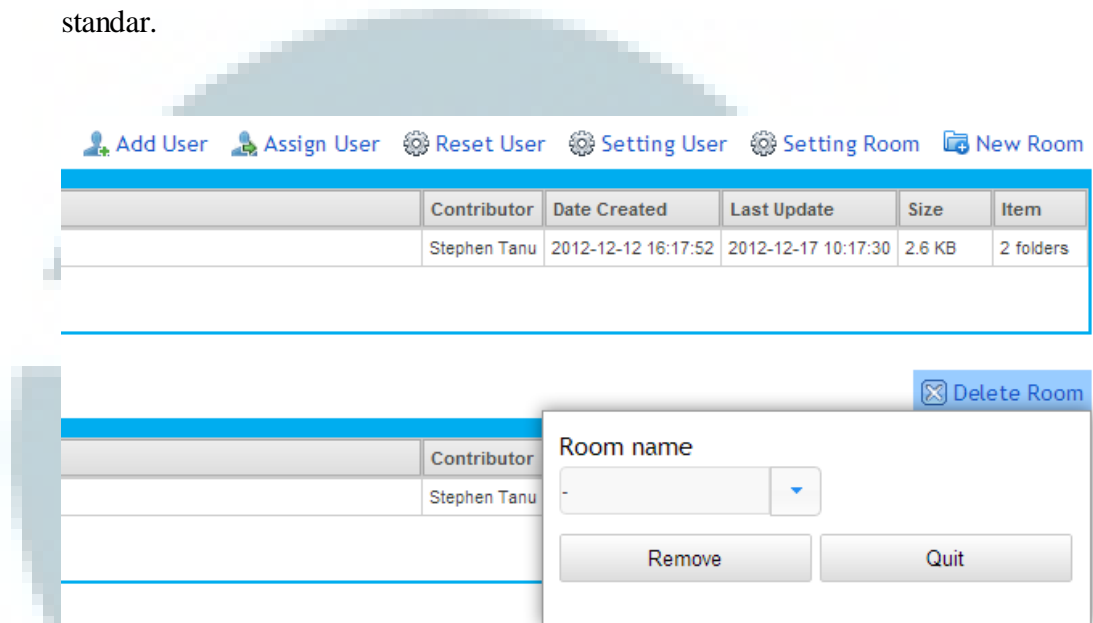 standar.
Add User Assign User Reset User Setting User Setting Room New Room
Contributor Date Created Last Update Size Item
Stephen Tanu 2012-12-12 16:17:52 2012-12-17 10:17:30 2.6 KB 2 folders
Delete Room
Contributor
Stephen Tanu
Room name
-
Remove Quit